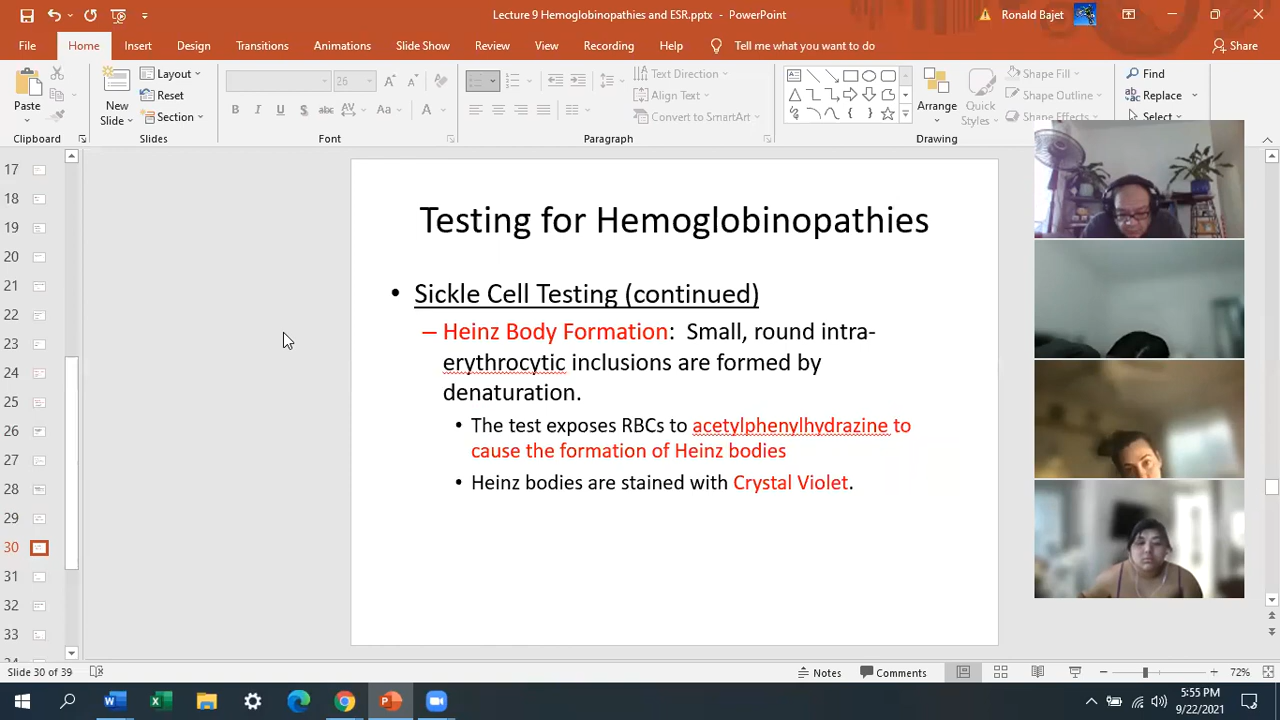 Lecture 9 Hemoglobinopathies and ESR.pptx - PowerPoint
Ronald Bajet
File Home Insert Design Transitions Animations Slide Show Review View Recording Help Tell me what you want to do Share
Paste
Clipboard
New
Slide
Layout
Reset
Section
Slides
26
B I U S abc AV Aa A
Font
Text Direction
Align Text
Convert to SmartArt
Paragraph
Arrange
Quick
Styles
Shape Fill
Shape Outline
Shape Effects
Drawing
Find
Replace
Select
17
18
19
20
21
22
23
24
25
26
27
28
29
30
31
32
33
Testing for Hemoglobinopathies
• Sickle Cell Testing (continued)
– Heinz Body Formation: Small, round intra-
erythrocytic inclusions are formed by
denaturation.
• The test exposes RBCs to acetylphenylhydrazine to
cause the formation of Heinz bodies
• Heinz bodies are stained with Crystal Violet.
Slide 30 of 39
Notes
Comments
72%
5:55 PM
9/22/2021